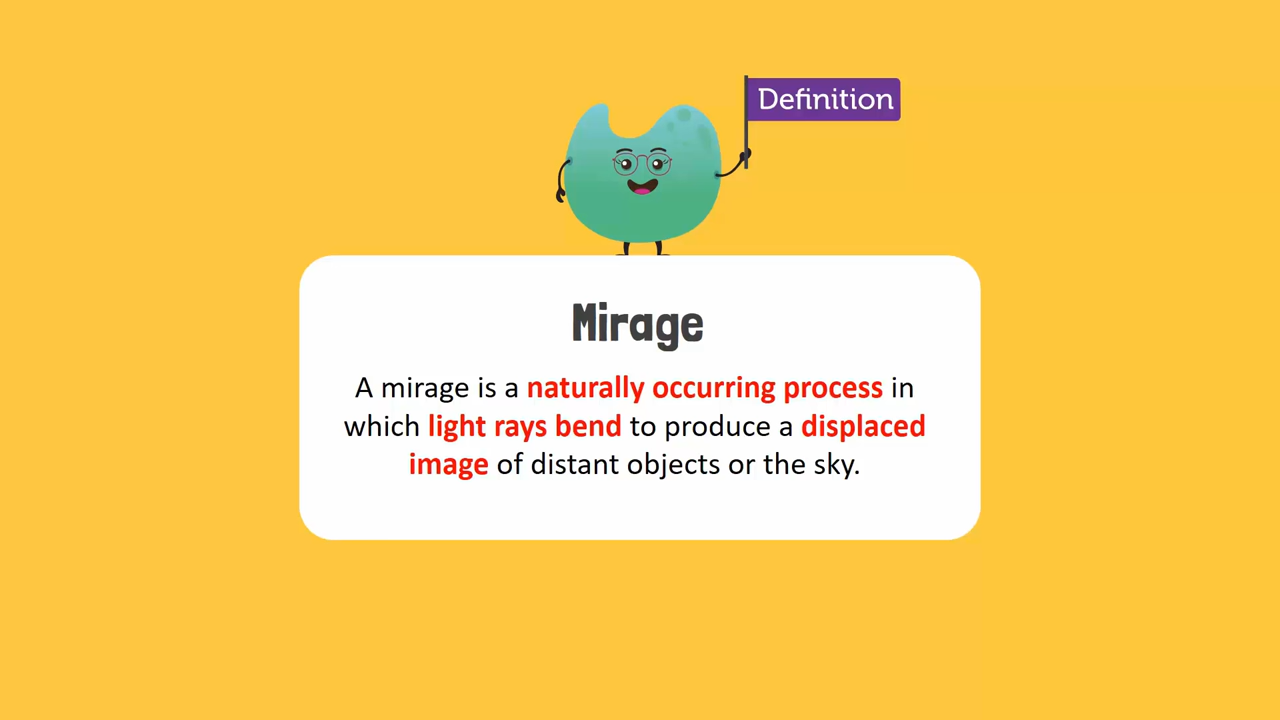 Definition
Mirage
A mirage is a naturally occurring process in
which light rays bend to produce a displaced
image of distant objects or the sky.